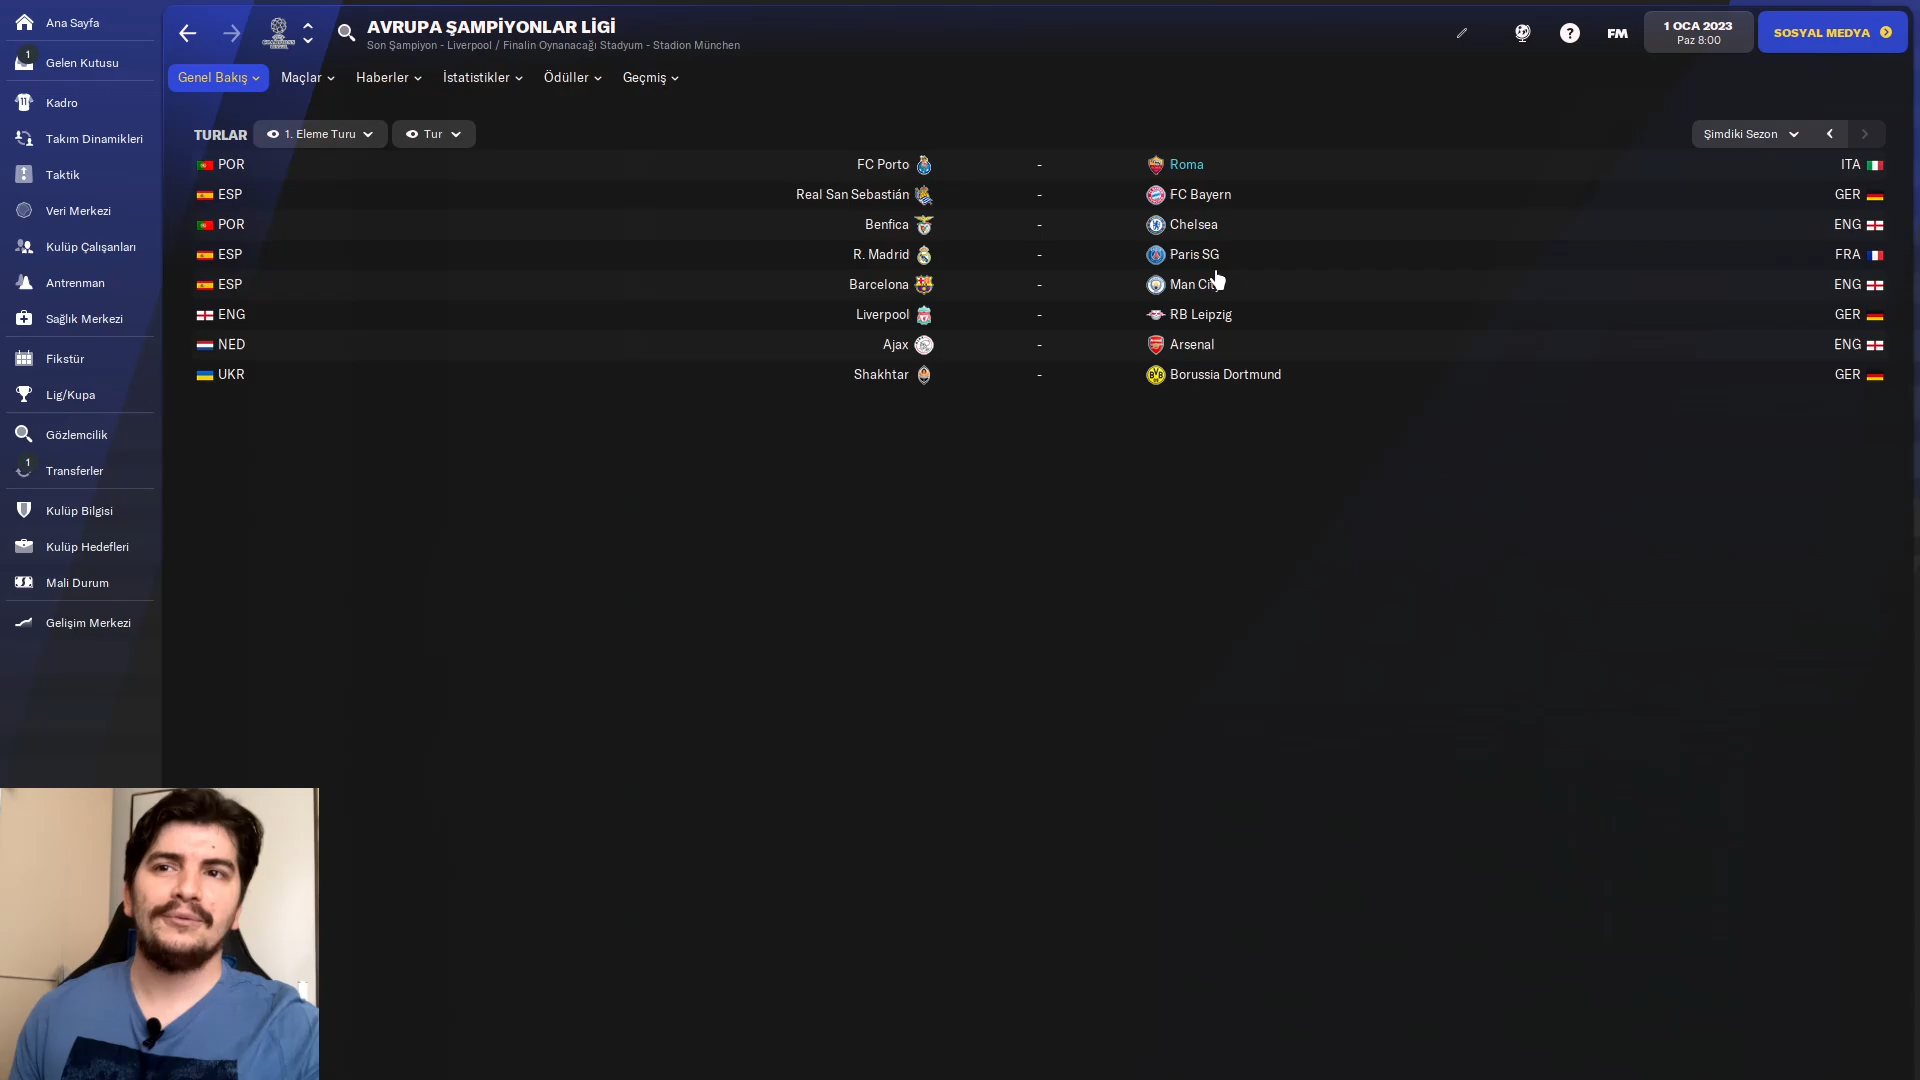 Ana Sayfa
1
Gelen Kutusu
Kadro
Takım Dinamikleri
Taktik
Veri Merkezi
Kulüp Çalışanları
Antrenman
Sağlık Merkezi
Fikstür
Lig/Kupa
Gözlemcilik
1
Transferler
Kulüp Bilgisi
Kulüp Hedefleri
Mali Durum
Gelişim Merkezi
AVRUPA ŞAMPİYONLAR LİGİ
Son Şampiyon - Liverpool / Finalin Oynanacağı Stadyum - Stadion München
? FM
1 OCA 2023
Paz 8:00
SOSYAL MEDYA
Genel Bakış Maçlar Haberler İstatistikler Ödüller Geçmiş
TURLAR 1. Eleme Turu Tur Şimdiki Sezon
POR FC Porto - Roma ITA
ESP Real San Sebastián - FC Bayern GER
POR Benfica - Chelsea ENG
ESP R. Madrid - Paris SG FRA
ESP Barcelona - Man City ENG
ENG Liverpool - RB Leipzig GER
NED Ajax - Arsenal ENG
UKR Shakhtar - Borussia Dortmund GER